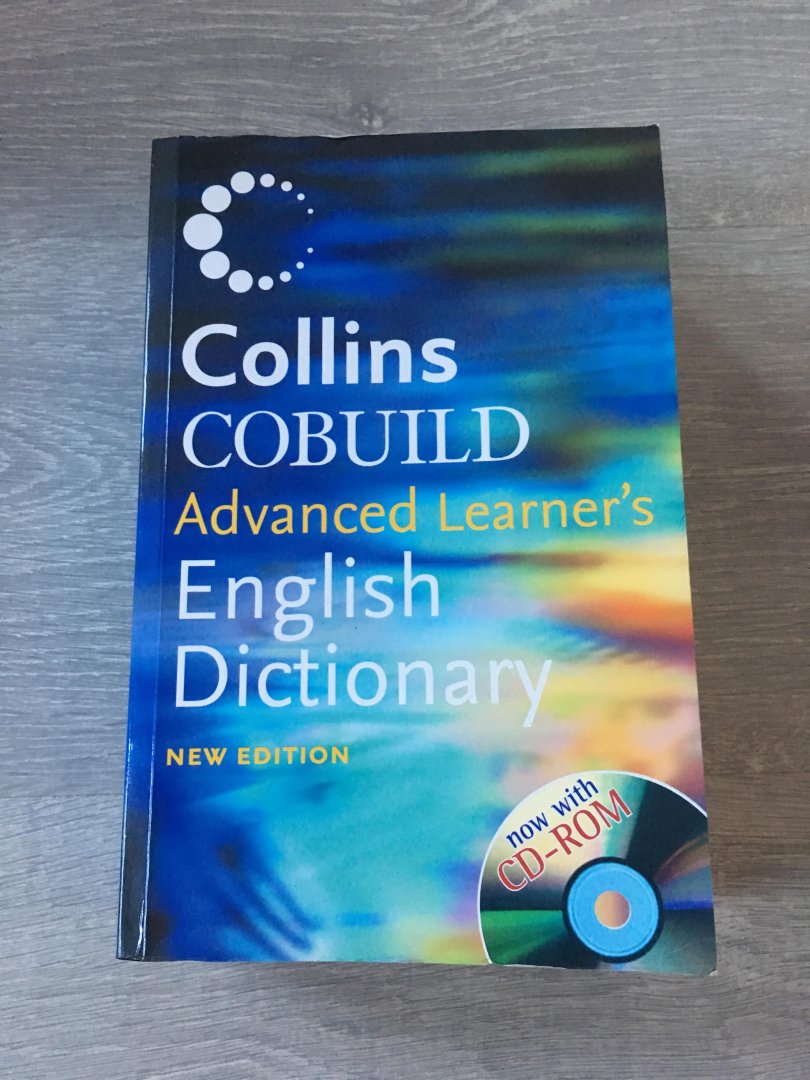 Collins
COBUILD
Advanced Learner's
English
Dictionary
NEW EDITION
now with
CD-ROM